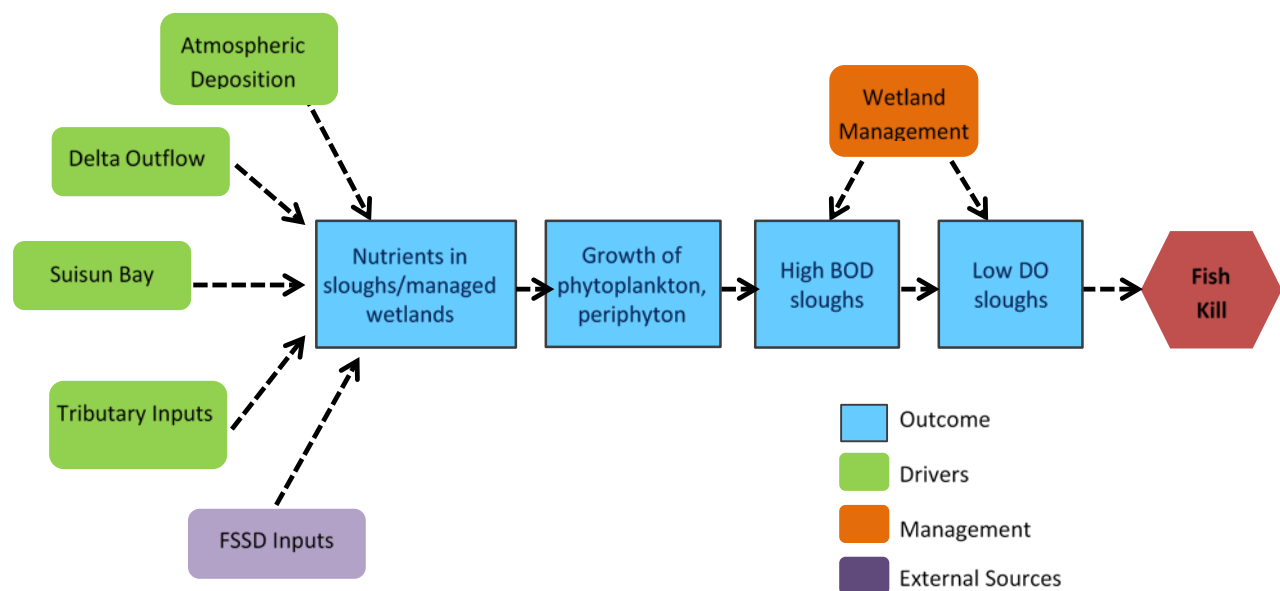 Atmospheric
Deposition
Delta Outflow
Suisun Bay
Tributary Inputs
FSSD Inputs
Nutrients in
sloughs/managed
wetlands
Growth of
phytoplankton,
periphyton
Wetland
Management
High BOD
sloughs
Low DO
sloughs
Fish
Kill
Outcome
Drivers
Management
External Sources